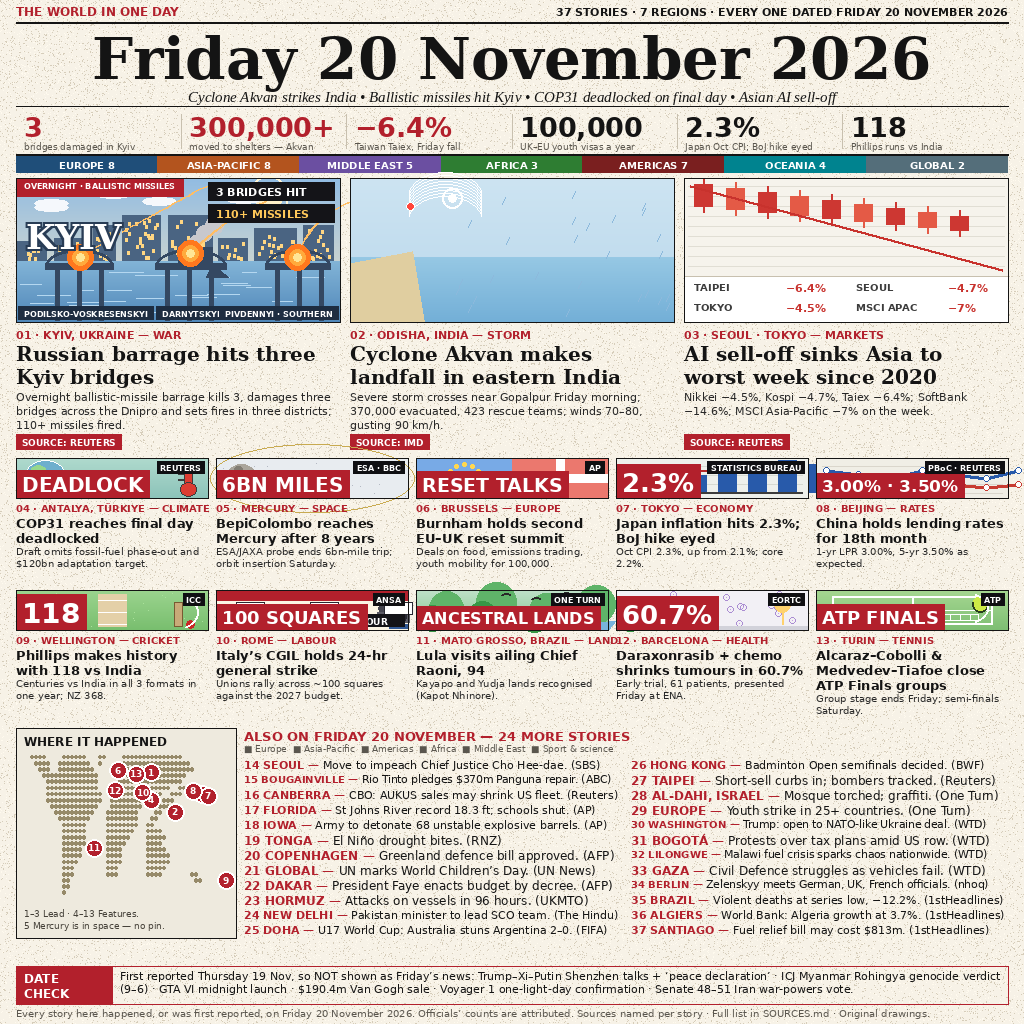 THE WORLD IN ONE DAY
37 STORIES · 7 REGIONS · EVERY ONE DATED FRIDAY 20 NOVEMBER 2026
Friday 20 November 2026
Cyclone Akvan strikes India • Ballistic missiles hit Kyiv • COP31 deadlocked on final day • Asian AI sell-off
3
bridges damaged in Kyiv
300,000+
moved to shelters — Akvan
−6.4%
Taiwan Taiex, Friday fall
100,000
UK–EU youth visas a year
2.3%
Japan Oct CPI; BoJ hike eyed
118
Phillips runs vs India
EUROPE 8
ASIA-PACIFIC 8
MIDDLE EAST 5
AFRICA 3
AMERICAS 7
OCEANIA 4
GLOBAL 2
OVERNIGHT · BALLISTIC MISSILES
3 BRIDGES HIT
110+ MISSILES
KYIV
PODILSKO-VOSKRESENSKYI
DARNYTSKYI
PIVDENNYI · SOUTHERN
01 · KYIV, UKRAINE — WAR
Russian barrage hits three
Kyiv bridges
Overnight ballistic-missile barrage kills 3, damages three
bridges across the Dnipro and sets fires in three districts;
110+ missiles fired.
SOURCE: REUTERS
02 · ODISHA, INDIA — STORM
Cyclone Akvan makes
landfall in eastern India
Severe storm crosses near Gopalpur Friday morning;
370,000 evacuated, 423 rescue teams; winds 70–80,
gusting 90 km/h.
SOURCE: IMD
TAIPEI −6.4% SEOUL −4.7%
TOKYO −4.5% MSCI APAC −7%
03 · SEOUL · TOKYO — MARKETS
AI sell-off sinks Asia to
worst week since 2020
Nikkei −4.5%, Kospi −4.7%, Taiex −6.4%; SoftBank
−14.6%; MSCI Asia-Pacific −7% on the week.
SOURCE: REUTERS
REUTERS
DEADLOCK
04 · ANTALYA, TÜRKIYE — CLIMATE
COP31 reaches final day
deadlocked
Draft omits fossil-fuel phase-out and
$120bn adaptation target.
ESA · BBC
6BN MILES
05 · MERCURY — SPACE
BepiColombo reaches
Mercury after 8 years
ESA/JAXA probe ends 6bn-mile trip;
orbit insertion Saturday.
AP
RESET TALKS
06 · BRUSSELS — EUROPE
Burnham holds second
EU–UK reset summit
Deals on food, emissions trading,
youth mobility for 100,000.
STATISTICS BUREAU
2.3%
07 · TOKYO — ECONOMY
Japan inflation hits 2.3%;
BoJ hike eyed
Oct CPI 2.3%, up from 2.1%; core
2.2%.
PBoC · REUTERS
3.00% · 3.50%
08 · BEIJING — RATES
China holds lending rates
for 18th month
1-yr LPR 3.00%, 5-yr 3.50% as
expected.
ICC
118
09 · WELLINGTON — CRICKET
Phillips makes history
with 118 vs India
Centuries vs India in all 3 formats in
one year; NZ 368.
ANSA
100 SQUARES
OUR
10 · ROME — LABOUR
Italy’s CGIL holds 24-hr
general strike
Unions rally across ~100 squares
against the 2027 budget.
ONE TURN
ANCESTRAL LANDS
11 · MATO GROSSO, BRAZIL — LAND
Lula visits ailing Chief
Raoni, 94
Kayapo and Yudja lands recognised
(Kapot Nhinore).
EORTC
60.7%
12 · BARCELONA — HEALTH
Daraxonrasib + chemo
shrinks tumours in 60.7%
Early trial, 61 patients, presented
Friday at ENA.
ATP
ATP FINALS
13 · TURIN — TENNIS
Alcaraz–Cobolli &
Medvedev–Tiafoe close
ATP Finals groups
Group stage ends Friday; semi-finals
Saturday.
WHERE IT HAPPENED
6
13
1
12
10
4
8
7
2
11
9
1–3 Lead · 4–13 Features.
5 Mercury is in space — no pin.
ALSO ON FRIDAY 20 NOVEMBER — 24 MORE STORIES
■ Europe ■ Asia-Pacific ■ Americas ■ Africa ■ Middle East ■ Sport & science
14 SEOUL — Move to impeach Chief Justice Cho Hee-dae. (SBS)
15 BOUGAINVILLE — Rio Tinto pledges $370m Panguna repair. (ABC)
16 CANBERRA — CBO: AUKUS sales may shrink US fleet. (Reuters)
17 FLORIDA — St Johns River record 18.3 ft; schools shut. (AP)
18 IOWA — Army to detonate 68 unstable explosive barrels. (AP)
19 TONGA — El Niño drought bites. (RNZ)
20 COPENHAGEN — Greenland defence bill approved. (AFP)
21 GLOBAL — UN marks World Children’s Day. (UN News)
22 DAKAR — President Faye enacts budget by decree. (AFP)
23 HORMUZ — Attacks on vessels in 96 hours. (UKMTO)
24 NEW DELHI — Pakistan minister to lead SCO team. (The Hindu)
25 DOHA — U17 World Cup: Australia stuns Argentina 2–0. (FIFA)
26 HONG KONG — Badminton Open semifinals decided. (BWF)
27 TAIPEI — Short-sell curbs in; bombers tracked. (Reuters)
28 AL-DAHI, ISRAEL — Mosque torched; graffiti. (One Turn)
29 EUROPE — Youth strike in 25+ countries. (One Turn)
30 WASHINGTON — Trump: open to NATO-like Ukraine deal. (WTD)
31 BOGOTÁ — Protests over tax plans amid US row. (WTD)
32 LILONGWE — Malawi fuel crisis sparks chaos nationwide. (WTD)
33 GAZA — Civil Defence struggles as vehicles fail. (WTD)
34 BERLIN — Zelenskyy meets German, UK, French officials. (nhoq)
35 BRAZIL — Violent deaths at series low, −12.2%. (1stHeadlines)
36 ALGIERS — World Bank: Algeria growth at 3.7%. (1stHeadlines)
37 SANTIAGO — Fuel relief bill may cost $813m. (1stHeadlines)
DATE
CHECK
First reported Thursday 19 Nov, so NOT shown as Friday’s news: Trump–Xi–Putin Shenzhen talks + ‘peace declaration’ · ICJ Myanmar Rohingya genocide verdict
(9–6) · GTA VI midnight launch · $190.4m Van Gogh sale · Voyager 1 one-light-day confirmation · Senate 48–51 Iran war-powers vote.
Every story here happened, or was first reported, on Friday 20 November 2026. Officials’ counts are attributed. Sources named per story · Full list in SOURCES.md · Original drawings.